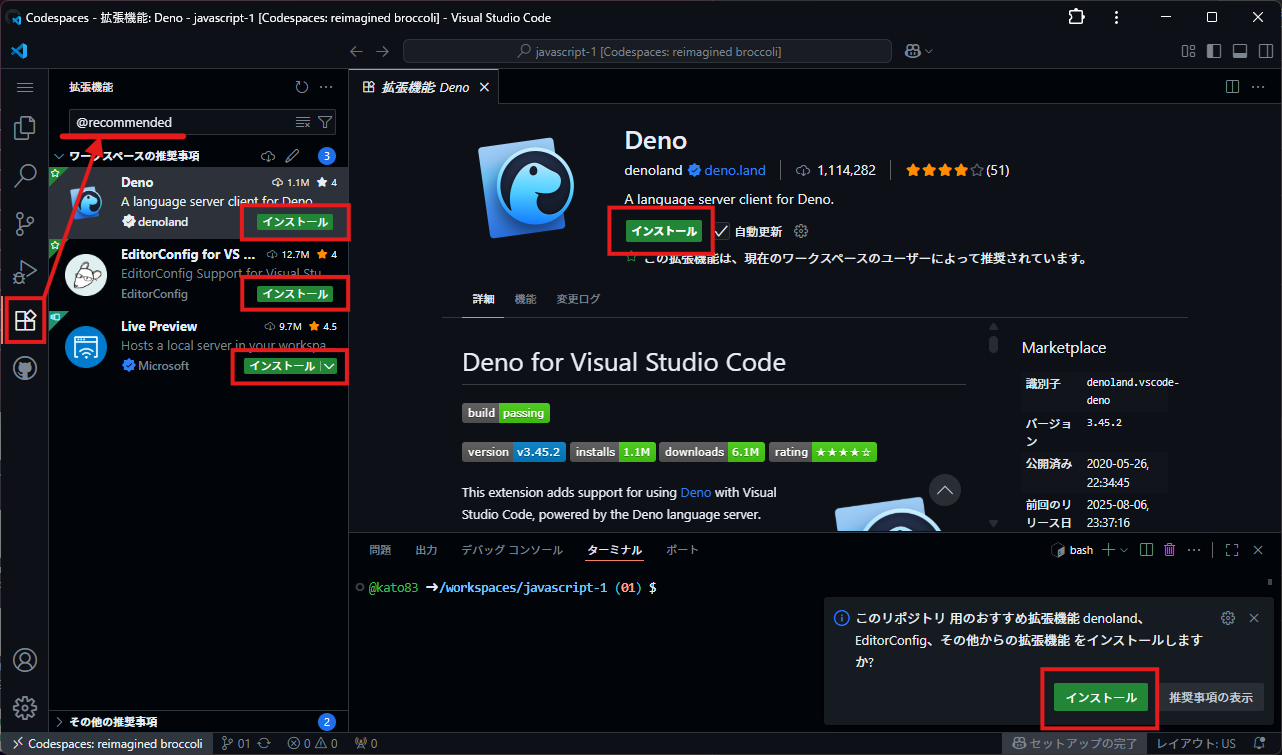 Codespaces - 拡張機能: Deno - javascript-1 [Codespaces: reimagined broccoli] - Visual Studio Code
javascript-1 [Codespaces: reimagined broccoli]
拡張機能
@recommended
ワークスペースの推奨事項
3
Deno
1.1M
4
A language server client for Deno.
denoland
インストール
EditorConfig for VS ...
12.7M
4
EditorConfig Support for Visual Stu
EditorConfig
インストール
Live Preview
9.7M
4.5
Hosts a local server in your workspa
Microsoft
インストール
その他の推奨事項
2
拡張機能: Deno
Deno
denoland
deno.land
1,114,282
(51)
A language server client for Deno.
インストール
自動更新
この拡張機能は、現在のワークスペースのユーザーによって推奨されています。
詳細
機能
変更ログ
Deno for Visual Studio Code
build passing
version v3.45.2
installs 1.1M
downloads 6.1M
rating ★★★★☆
This extension adds support for using Deno with Visual
Studio Code, powered by the Deno language server.
Marketplace
識別子
denoland.vscode-
deno
バージョ
ン
3.45.2
公開済み
2020-05-26,
22:34:45
前回のリ
リース日
2025-08-06,
23:37:16
問題
出力
デバッグ コンソール
ターミナル
ポート
bash
@kato83 ➜/workspaces/javascript-1 (01) $
このリポジトリ 用のおすすめ拡張機能 denoland、
EditorConfig、その他からの拡張機能 をインストールします
か?
インストール
推奨事項の表示
Codespaces: reimagined broccoli
01
0
0
0
セットアップの完了
レイアウト: US